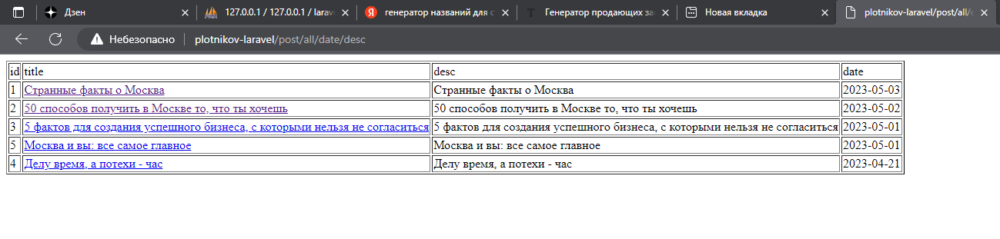 Дзен
127.0.0.1 / 127.0.0.1 / larav
генератор названий для с
Генератор продающих за
Новая вкладка
plotnikov-laravel/post/all/d
Небезопасно plotnikov-laravel/post/all/date/desc
id title desc date
1 Странные факты о Москва Странные факты о Москва 2023-05-03
2 50 способов получить в Москве то, что ты хочешь 50 способов получить в Москве то, что ты хочешь 2023-05-02
3 5 фактов для создания успешного бизнеса, с которыми нельзя не согласиться 5 фактов для создания успешного бизнеса, с которыми нельзя не согласиться 2023-05-01
5 Москва и вы: все самое главное Москва и вы: все самое главное 2023-05-01
4 Делу время, а потехи - час Делу время, а потехи - час 2023-04-21